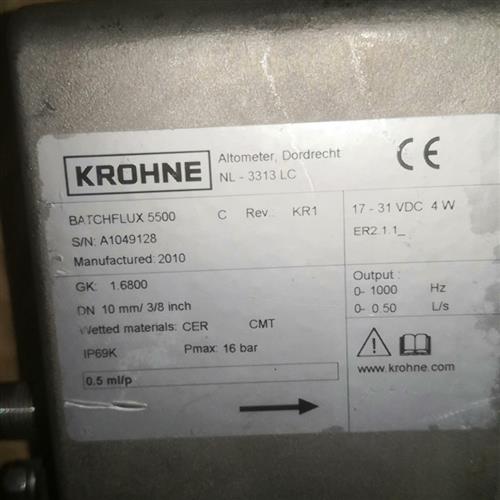 KROHNE
Altometer, Dordrecht
NL - 3313 LC
CE
BATCHFLUX 5500 C Rev.: KR1
S/N: A1049128
Manufactured: 2010
17 - 31 VDC 4 W
ER2.1.1_
GK: 1.6800
DN 10 mm/ 3/8 inch
Wetted materials: CER CMT
IP69K Pmax: 16 bar
0.5 ml/p
Output :
0- 1000 Hz
0- 0.50 L/s
www.krohne.com